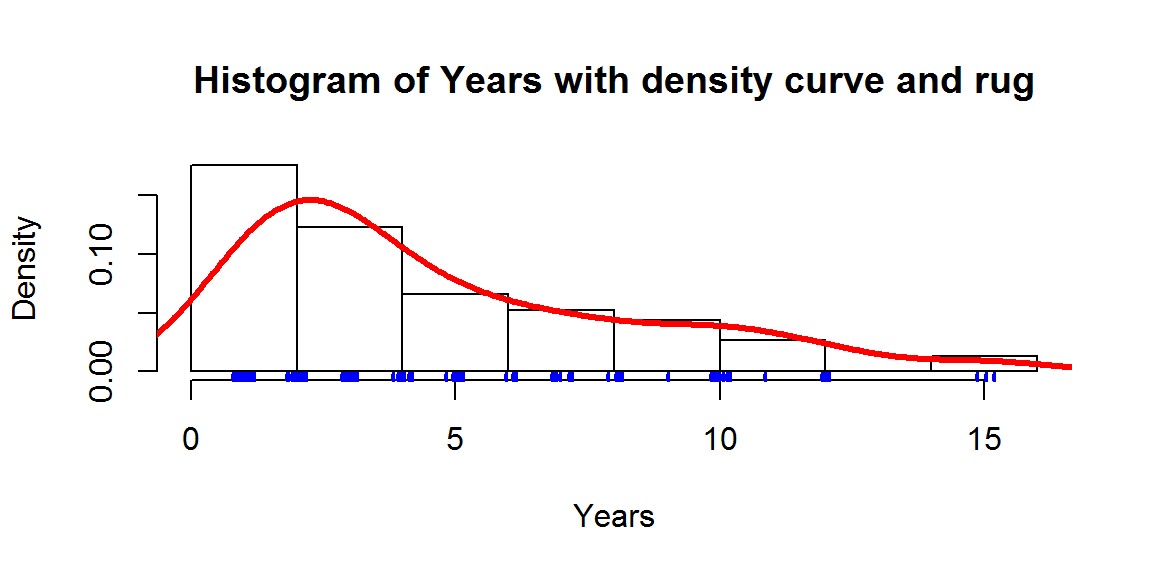 Histogram of Years with density curve and rug
Density
0.10
0.00
0 5 10 15
Years